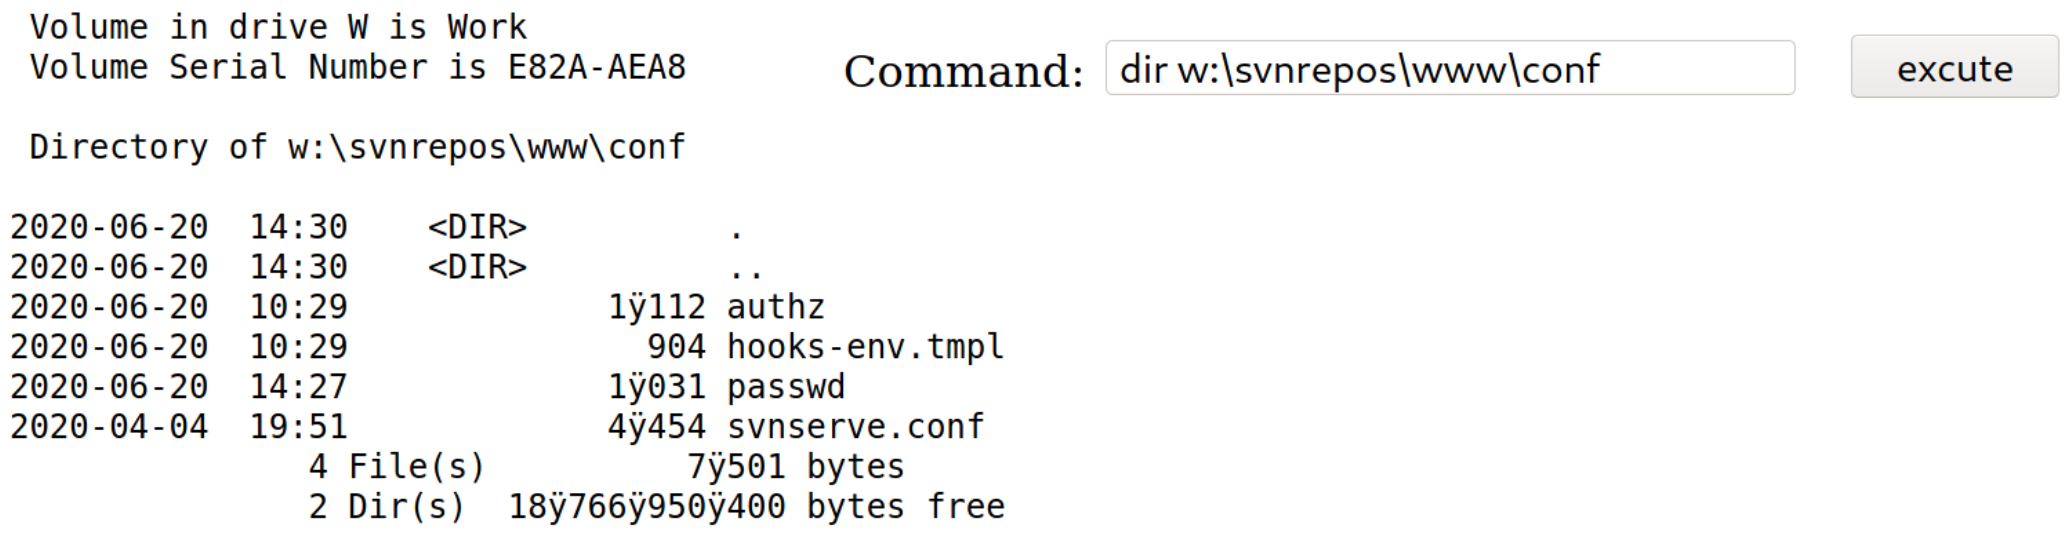 Volume in drive W is Work
Volume Serial Number is E82A-AEA8
Command: dir w:\svnrepos\www\conf excute
Directory of w:\svnrepos\www\conf
2020-06-20  14:30    <DIR>          .
2020-06-20  14:30    <DIR>          ..
2020-06-20  10:29             1ÿ112 authz
2020-06-20  10:29               904 hooks-env.tmpl
2020-06-20  14:27             1ÿ031 passwd
2020-04-04  19:51             4ÿ454 svnserve.conf
4 File(s)          7ÿ501 bytes
2 Dir(s)  18ÿ766ÿ950ÿ400 bytes free